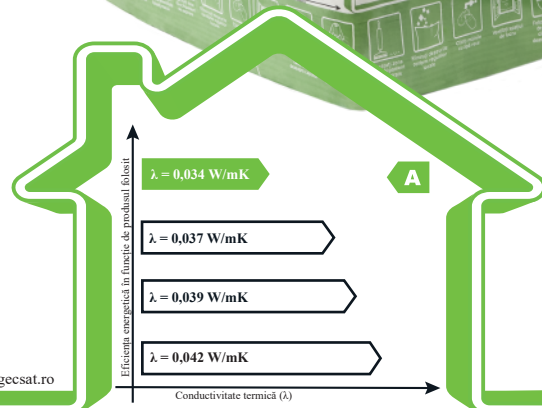 λ = 0,034 W/mK
A
λ = 0,037 W/mK
λ = 0,039 W/mK
λ = 0,042 W/mK
Eficiența energetică în funcție de produsul folosit
Conductivitate termică (λ)
gecsat.ro